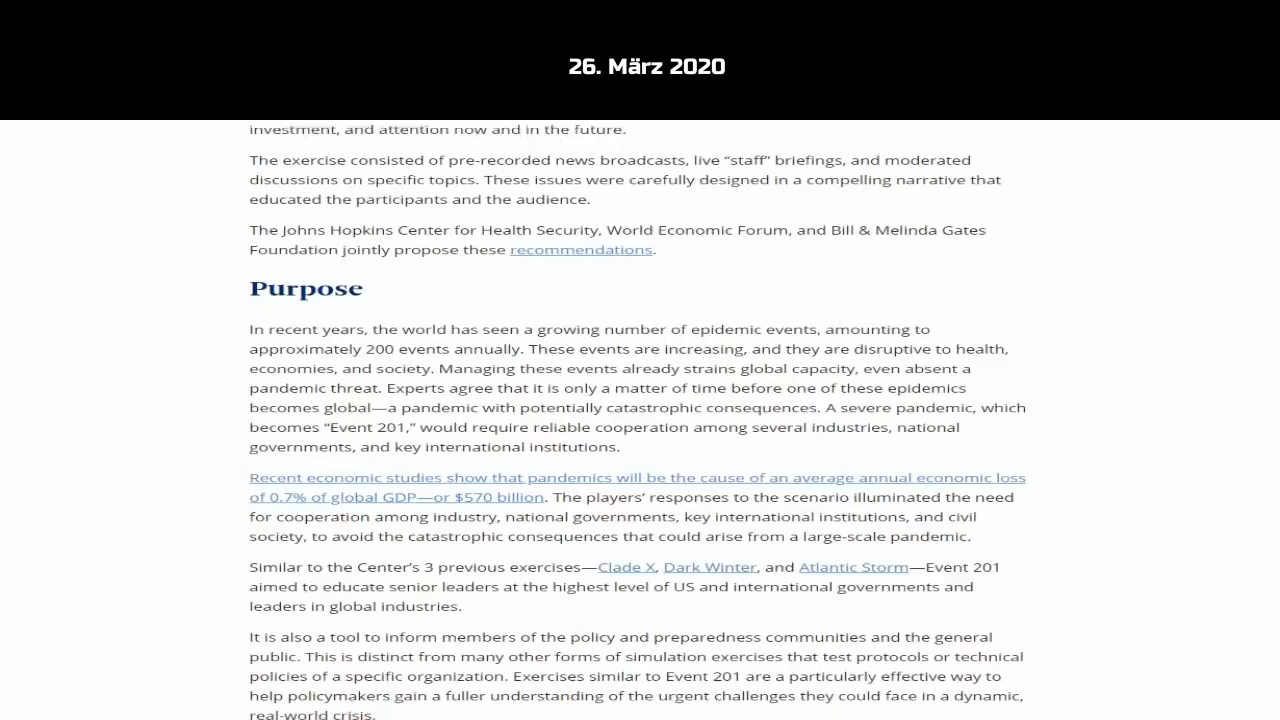 26. März 2020
investment, and attention now and in the future.
The exercise consisted of pre-recorded news broadcasts, live “staff” briefings, and moderated
discussions on specific topics. These issues were carefully designed in a compelling narrative that
educated the participants and the audience.
The Johns Hopkins Center for Health Security, World Economic Forum, and Bill & Melinda Gates
Foundation jointly propose these recommendations.
Purpose
In recent years, the world has seen a growing number of epidemic events, amounting to
approximately 200 events annually. These events are increasing, and they are disruptive to health,
economies, and society. Managing these events already strains global capacity, even absent a
pandemic threat. Experts agree that it is only a matter of time before one of these epidemics
becomes global—a pandemic with potentially catastrophic consequences. A severe pandemic, which
becomes “Event 201,” would require reliable cooperation among several industries, national
governments, and key international institutions.
Recent economic studies show that pandemics will be the cause of an average annual economic loss
of 0.7% of global GDP—or $570 billion. The players’ responses to the scenario illuminated the need
for cooperation among industry, national governments, key international institutions, and civil
society, to avoid the catastrophic consequences that could arise from a large-scale pandemic.
Similar to the Center’s 3 previous exercises—Clade X, Dark Winter, and Atlantic Storm—Event 201
aimed to educate senior leaders at the highest level of US and international governments and
leaders in global industries.
It is also a tool to inform members of the policy and preparedness communities and the general
public. This is distinct from many other forms of simulation exercises that test protocols or technical
policies of a specific organization. Exercises similar to Event 201 are a particularly effective way to
help policymakers gain a fuller understanding of the urgent challenges they could face in a dynamic,
real-world crisis.